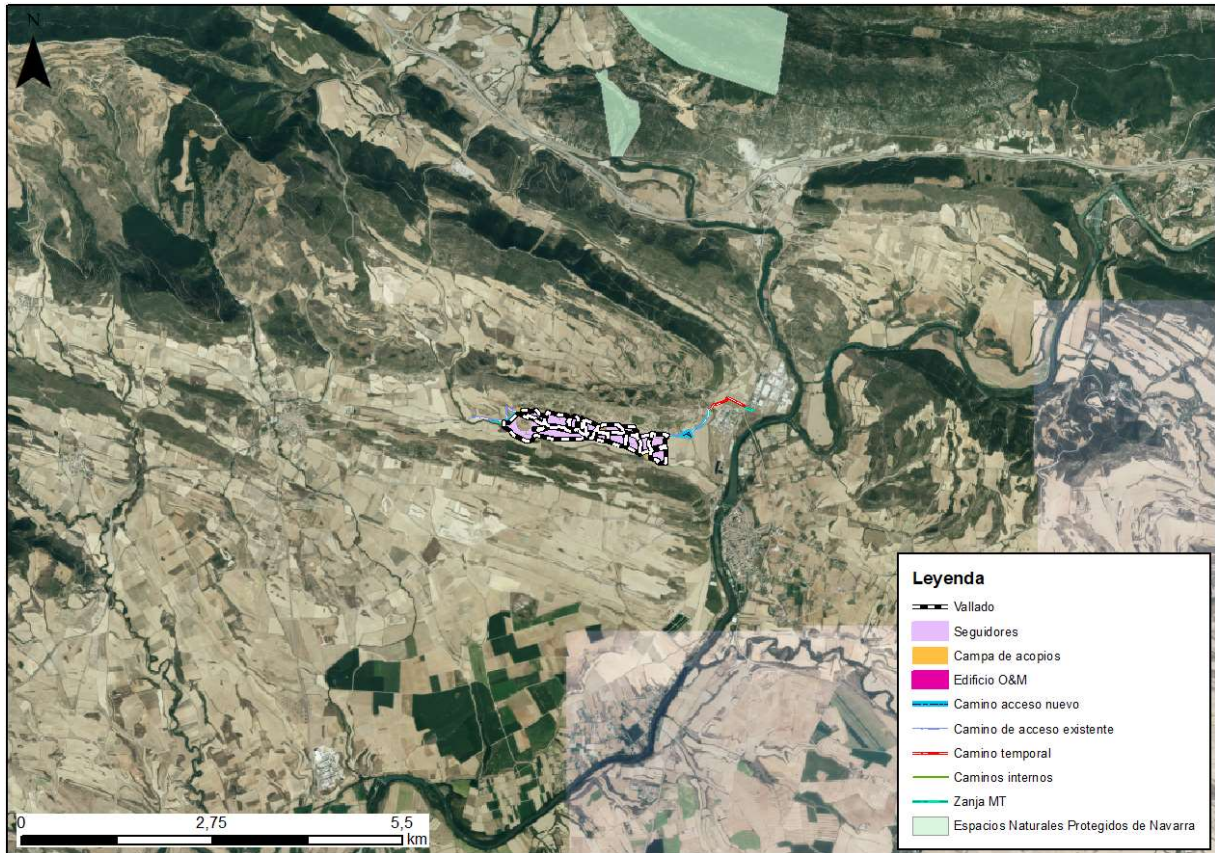 N
Leyenda
Vallado
Seguidores
Campa de acopios
Edificio O&M
Camino acceso nuevo
Camino de acceso existente
Camino temporal
Caminos internos
Zanja MT
Espacios Naturales Protegidos de Navarra
0 2,75 5,5
km